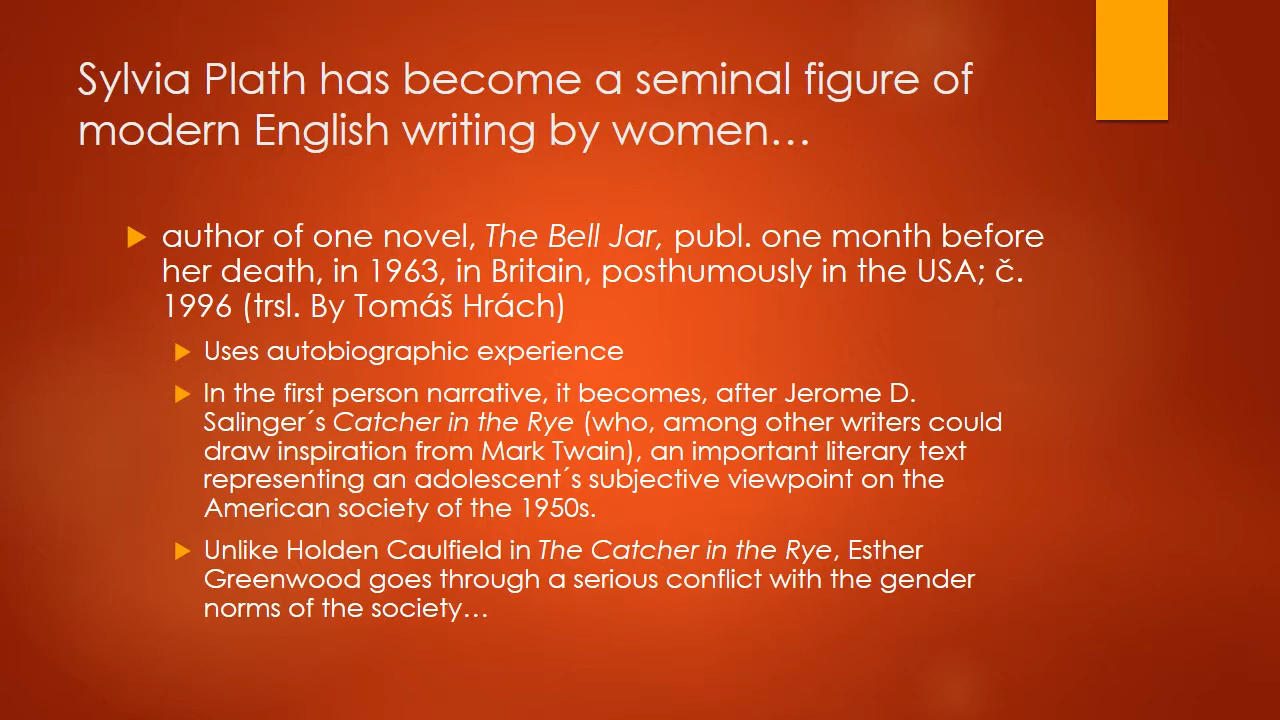 Sylvia Plath has become a seminal figure of
modern English writing by women…
author of one novel, The Bell Jar, publ. one month before
her death, in 1963, in Britain, posthumously in the USA; č.
1996 (trsl. By Tomáš Hrách)
Uses autobiographic experience
In the first person narrative, it becomes, after Jerome D.
Salinger´s Catcher in the Rye (who, among other writers could
draw inspiration from Mark Twain), an important literary text
representing an adolescent´s subjective viewpoint on the
American society of the 1950s.
Unlike Holden Caulfield in The Catcher in the Rye, Esther
Greenwood goes through a serious conflict with the gender
norms of the society…